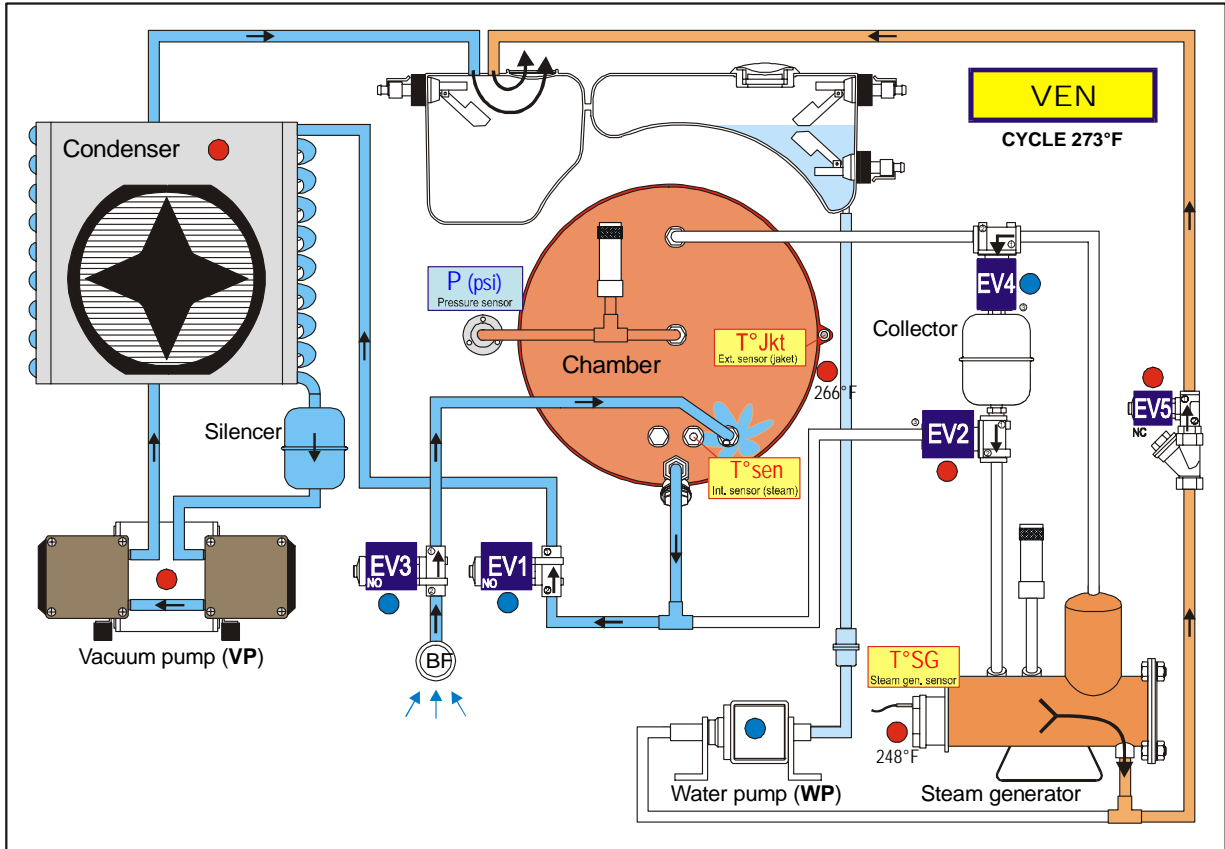 VEN
CYCLE 273°F
Condenser
P (psi)
Pressure sensor
EV4
Collector
T°Jkt
Ext. sensor (jaket)
Chamber
266°F
EV5
NC
Silencer
EV2
T°sen
Int. sensor (steam)
EV3
NO
EV1
NO
BF
Vacuum pump (VP)
T°SG
Steam gen. sensor
248°F
Water pump (WP)
Steam generator